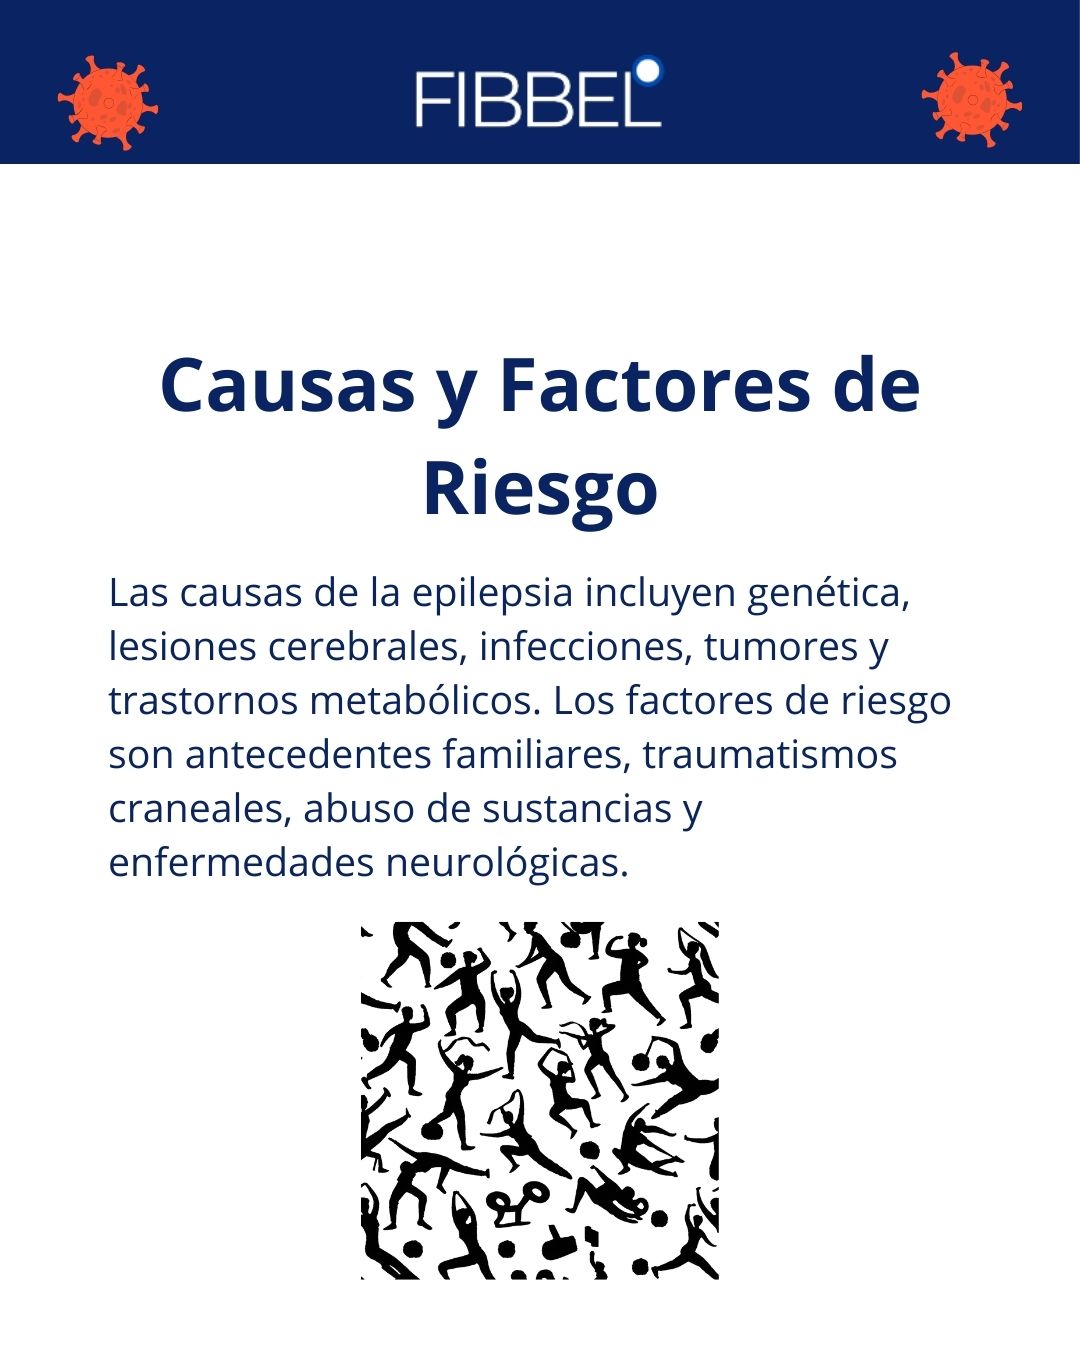 FIBBEL
Causas y Factores de
Riesgo
Las causas de la epilepsia incluyen genética,
lesiones cerebrales, infecciones, tumores y
trastornos metabólicos. Los factores de riesgo
son antecedentes familiares, traumatismos
craneales, abuso de sustancias y
enfermedades neurológicas.